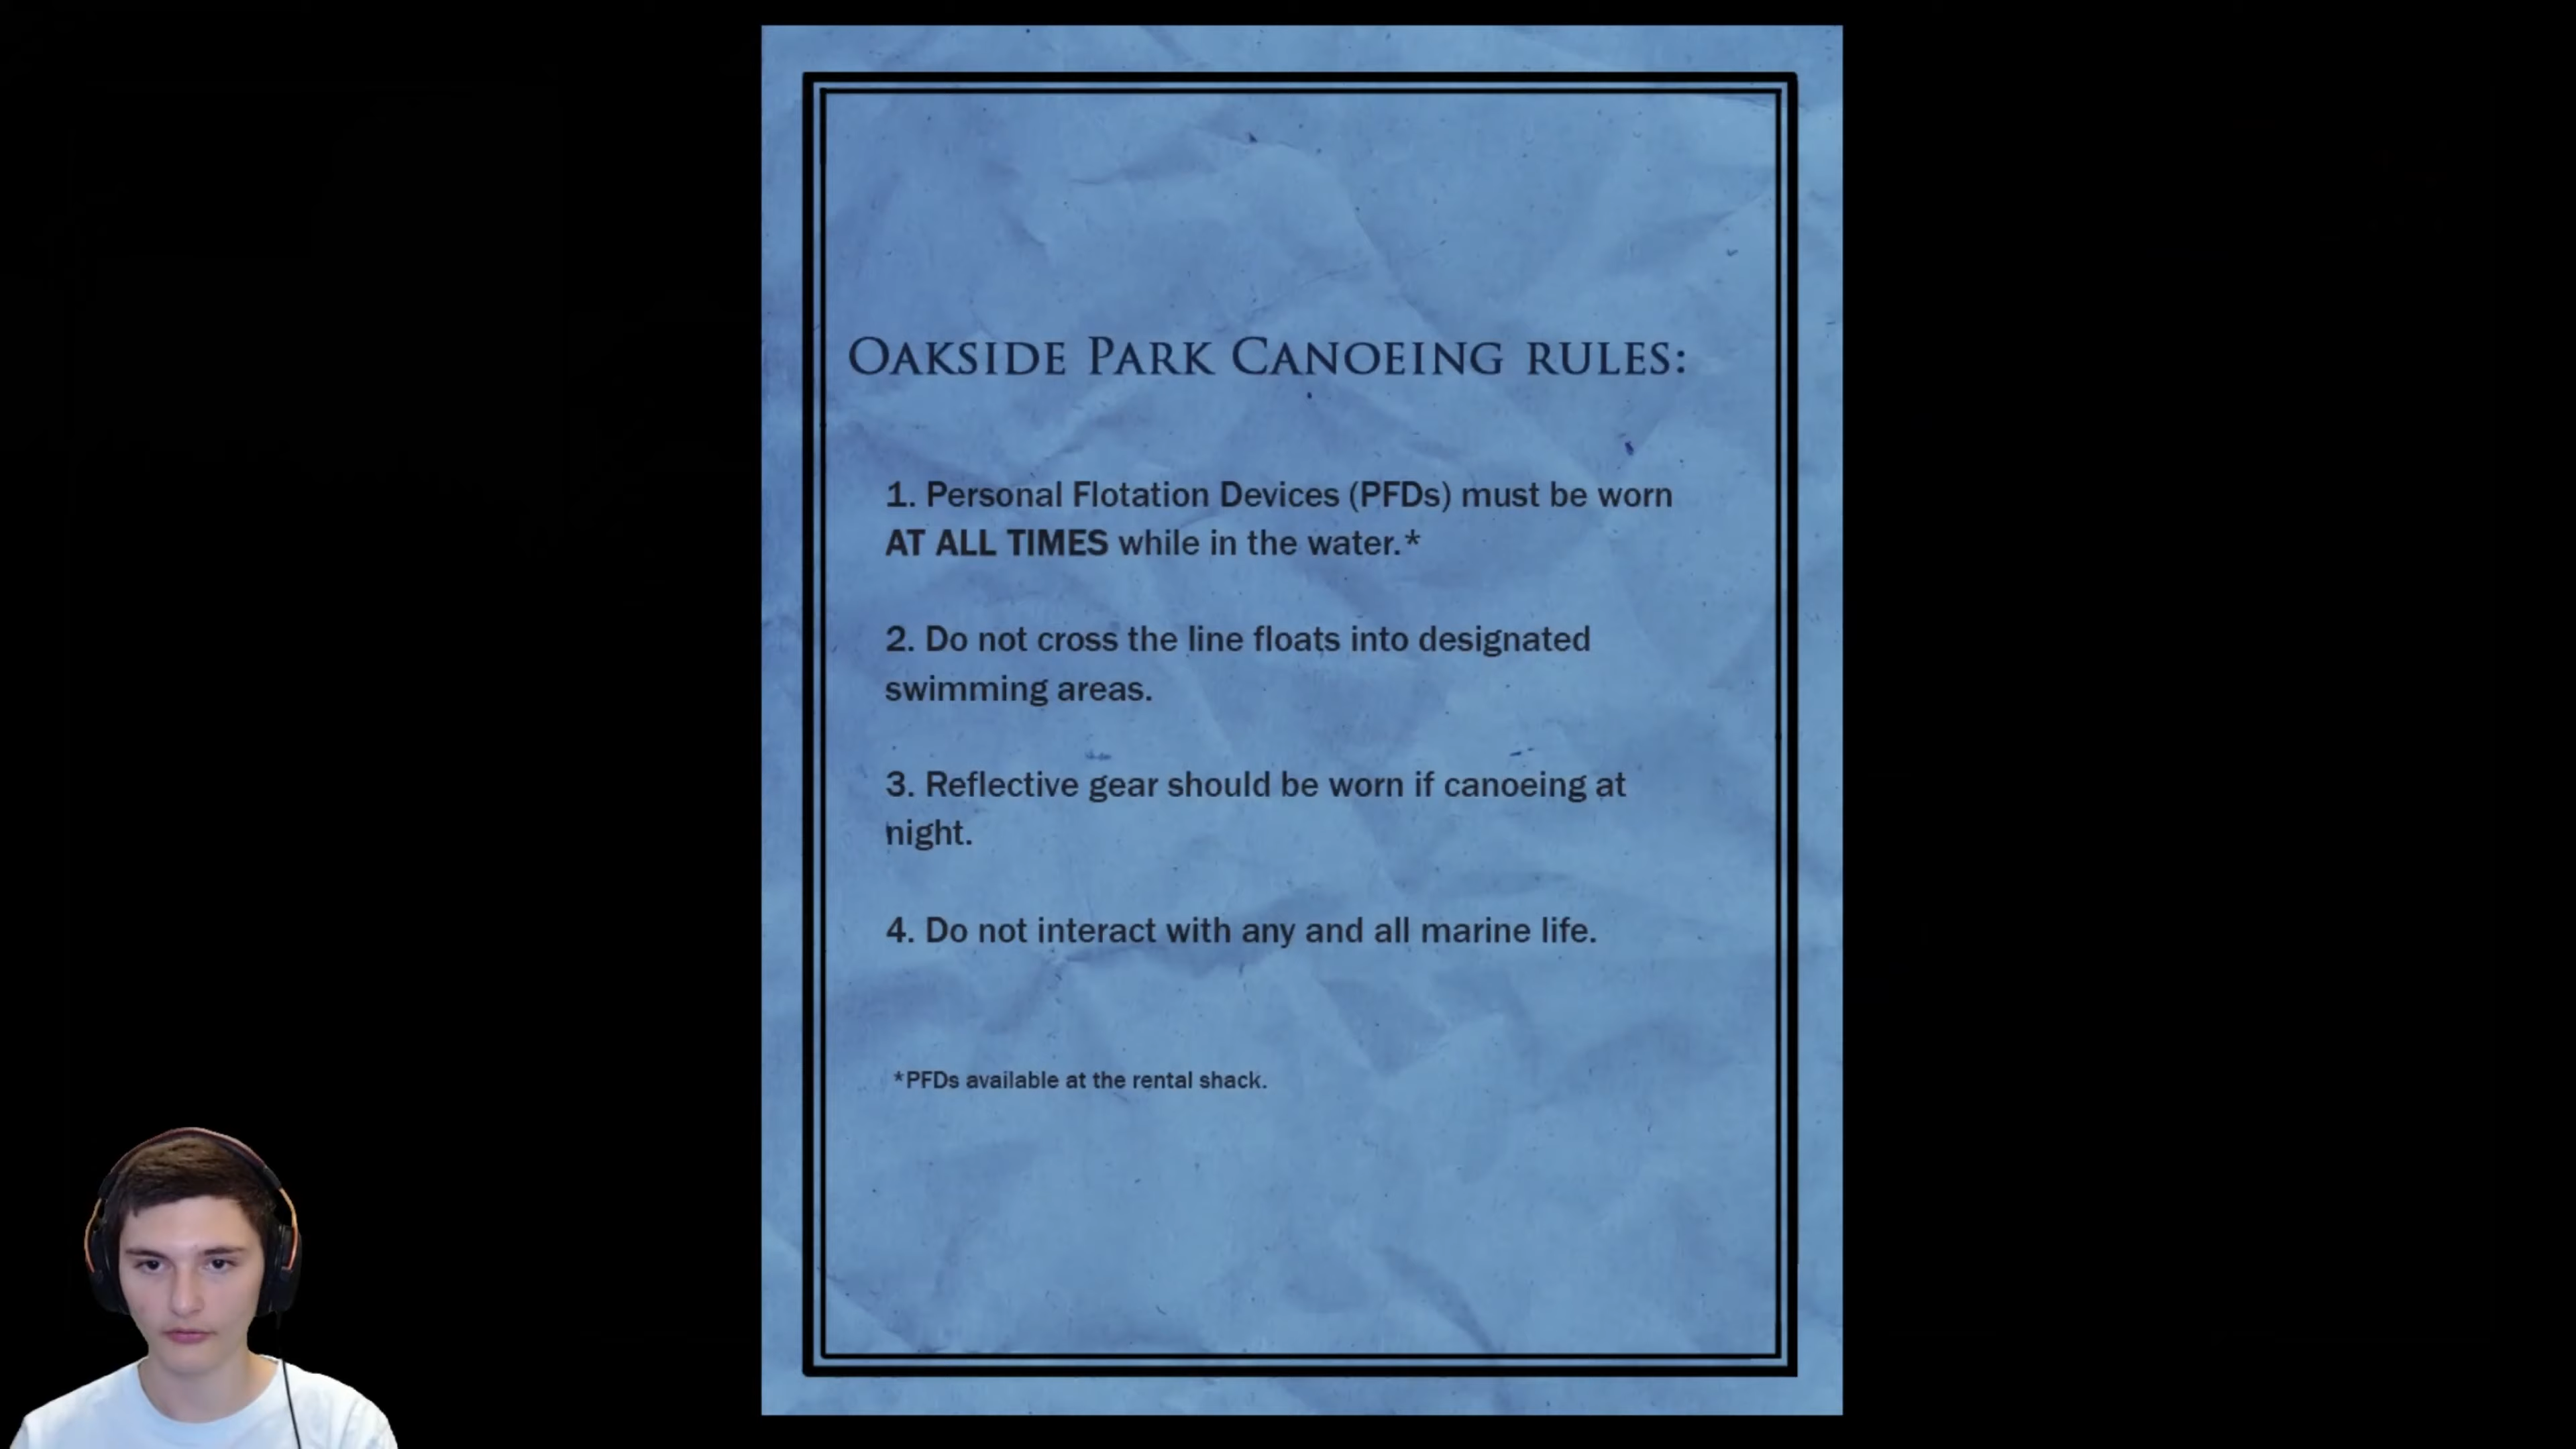 Oakside Park Canoeing rules:
1. Personal Flotation Devices (PFDs) must be worn
AT ALL TIMES while in the water.*
2. Do not cross the line floats into designated
swimming areas.
3. Reflective gear should be worn if canoeing at
night.
4. Do not interact with any and all marine life.
*PFDs available at the rental shack.